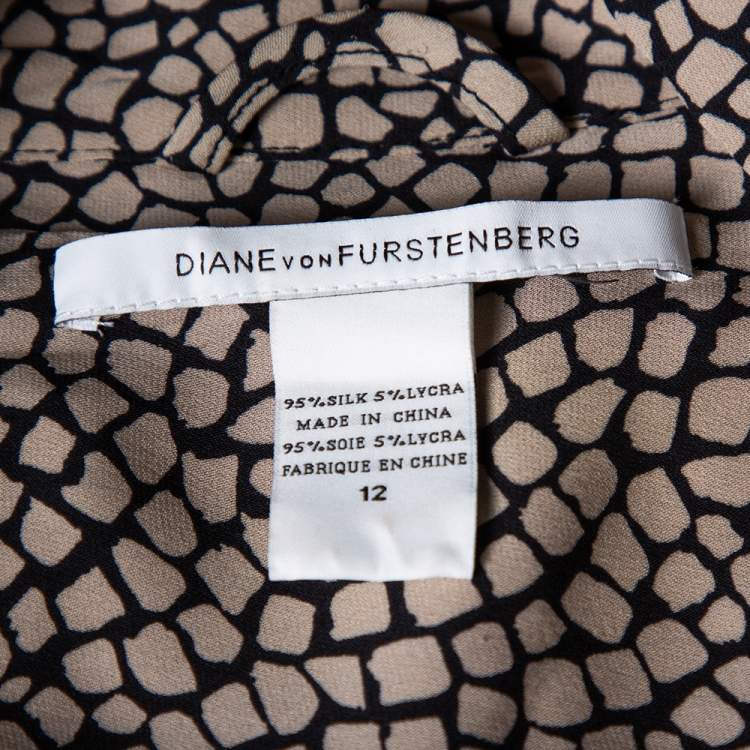 DIANE VON FURSTENBERG
95% SILK 5% LYCRA
MADE IN CHINA
95% SOIE 5% LYCRA
FABRIQUE EN CHINE
12